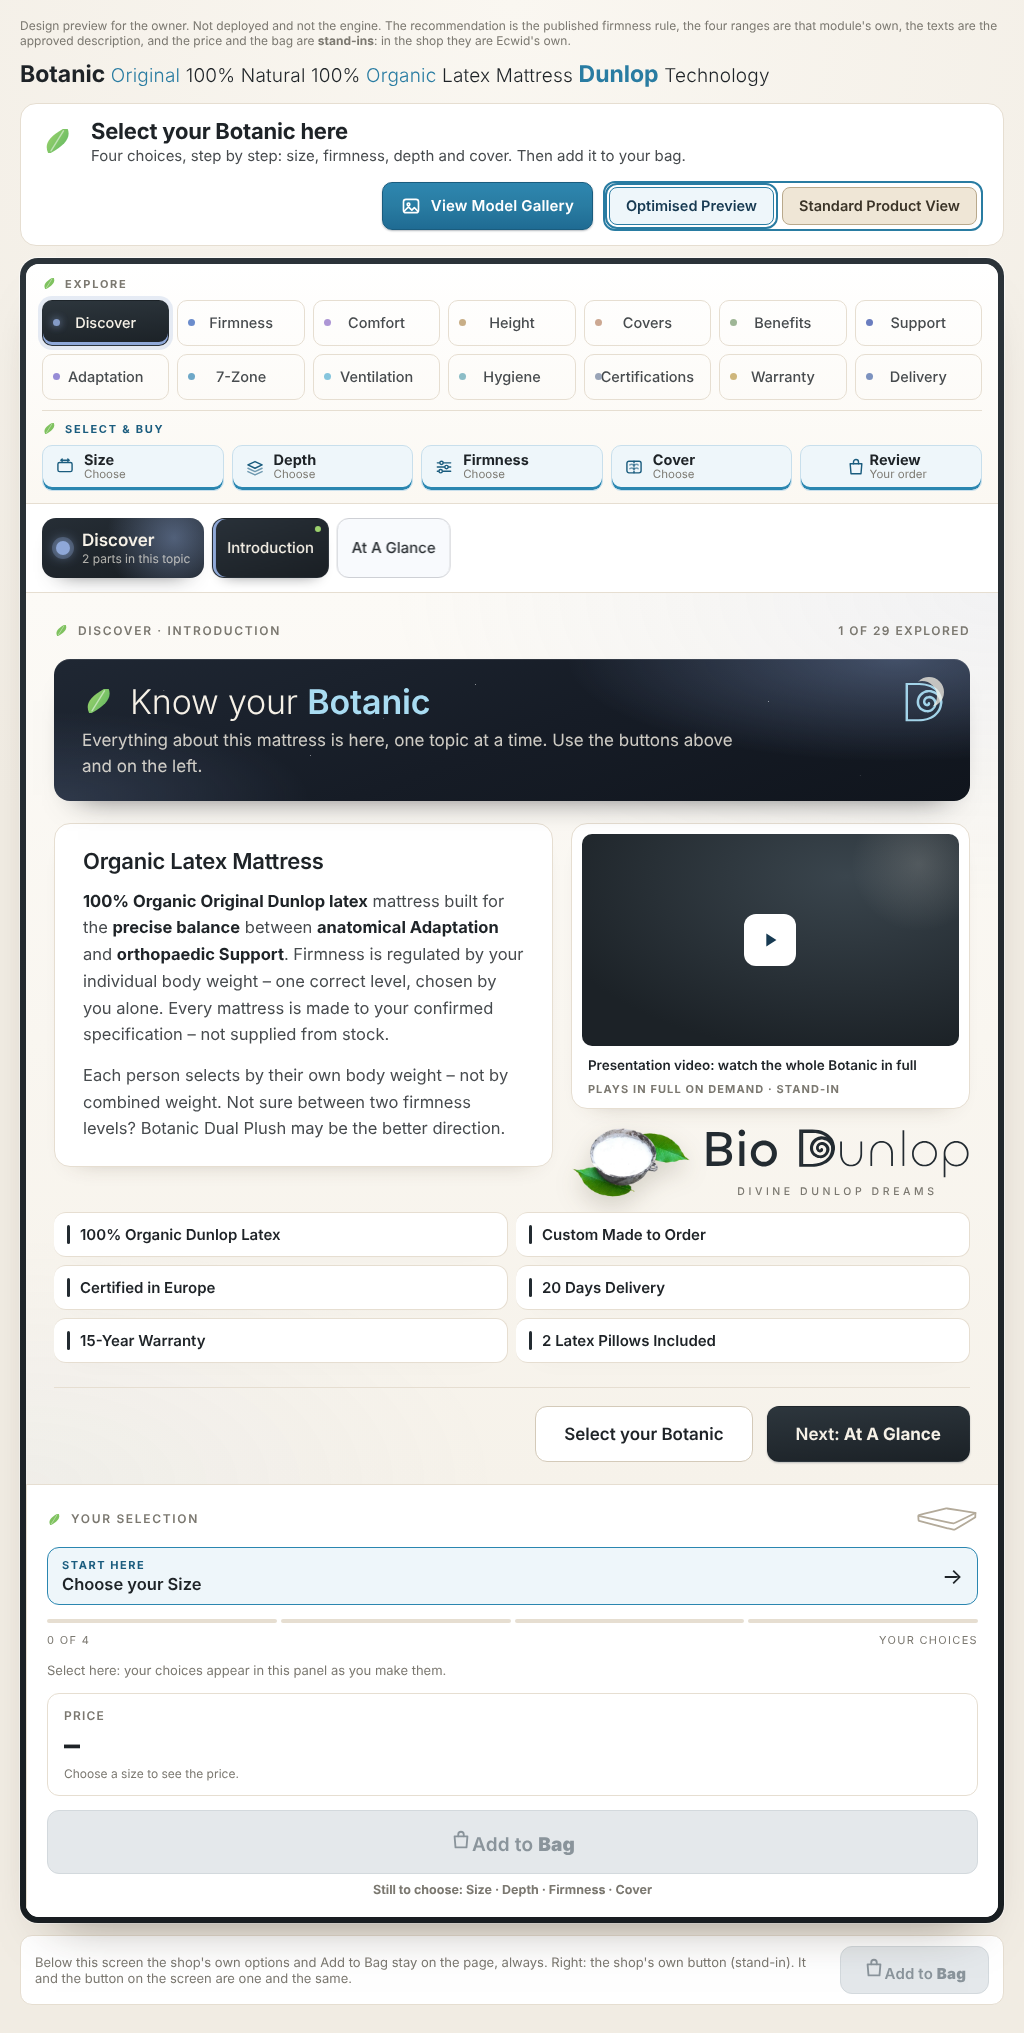 Design preview for the owner. Not deployed and not the engine. The recommendation is the published firmness rule, the four ranges are that module's own, the texts are the
approved description, and the price and the bag are stand-ins: in the shop they are Ecwid's own.
Botanic Original 100% Natural 100% Organic Latex Mattress Dunlop Technology
Select your Botanic here
Four choices, step by step: size, firmness, depth and cover. Then add it to your bag.
View Model Gallery
Optimised Preview
Standard Product View
EXPLORE
Discover
Firmness
Comfort
Height
Covers
Benefits
Support
Adaptation
7-Zone
Ventilation
Hygiene
Certifications
Warranty
Delivery
SELECT & BUY
Size
Choose
Depth
Choose
Firmness
Choose
Cover
Choose
Review
Your order
Discover
2 parts in this topic
Introduction
At A Glance
DISCOVER · INTRODUCTION
1 OF 29 EXPLORED
Know your Botanic
Everything about this mattress is here, one topic at a time. Use the buttons above
and on the left.
Organic Latex Mattress
100% Organic Original Dunlop latex mattress built for
the precise balance between anatomical Adaptation
and orthopaedic Support. Firmness is regulated by your
individual body weight – one correct level, chosen by
you alone. Every mattress is made to your confirmed
specification – not supplied from stock.
Each person selects by their own body weight – not by
combined weight. Not sure between two firmness
levels? Botanic Dual Plush may be the better direction.
Presentation video: watch the whole Botanic in full
PLAYS IN FULL ON DEMAND · STAND-IN
Bio Dunlop
DIVINE DUNLOP DREAMS
100% Organic Dunlop Latex
Custom Made to Order
Certified in Europe
20 Days Delivery
15-Year Warranty
2 Latex Pillows Included
Select your Botanic
Next: At A Glance
YOUR SELECTION
START HERE
Choose your Size
0 OF 4
YOUR CHOICES
Select here: your choices appear in this panel as you make them.
PRICE
–
Choose a size to see the price.
Add to Bag
Still to choose: Size · Depth · Firmness · Cover
Below this screen the shop's own options and Add to Bag stay on the page, always. Right: the shop's own button (stand-in). It
and the button on the screen are one and the same.
Add to Bag